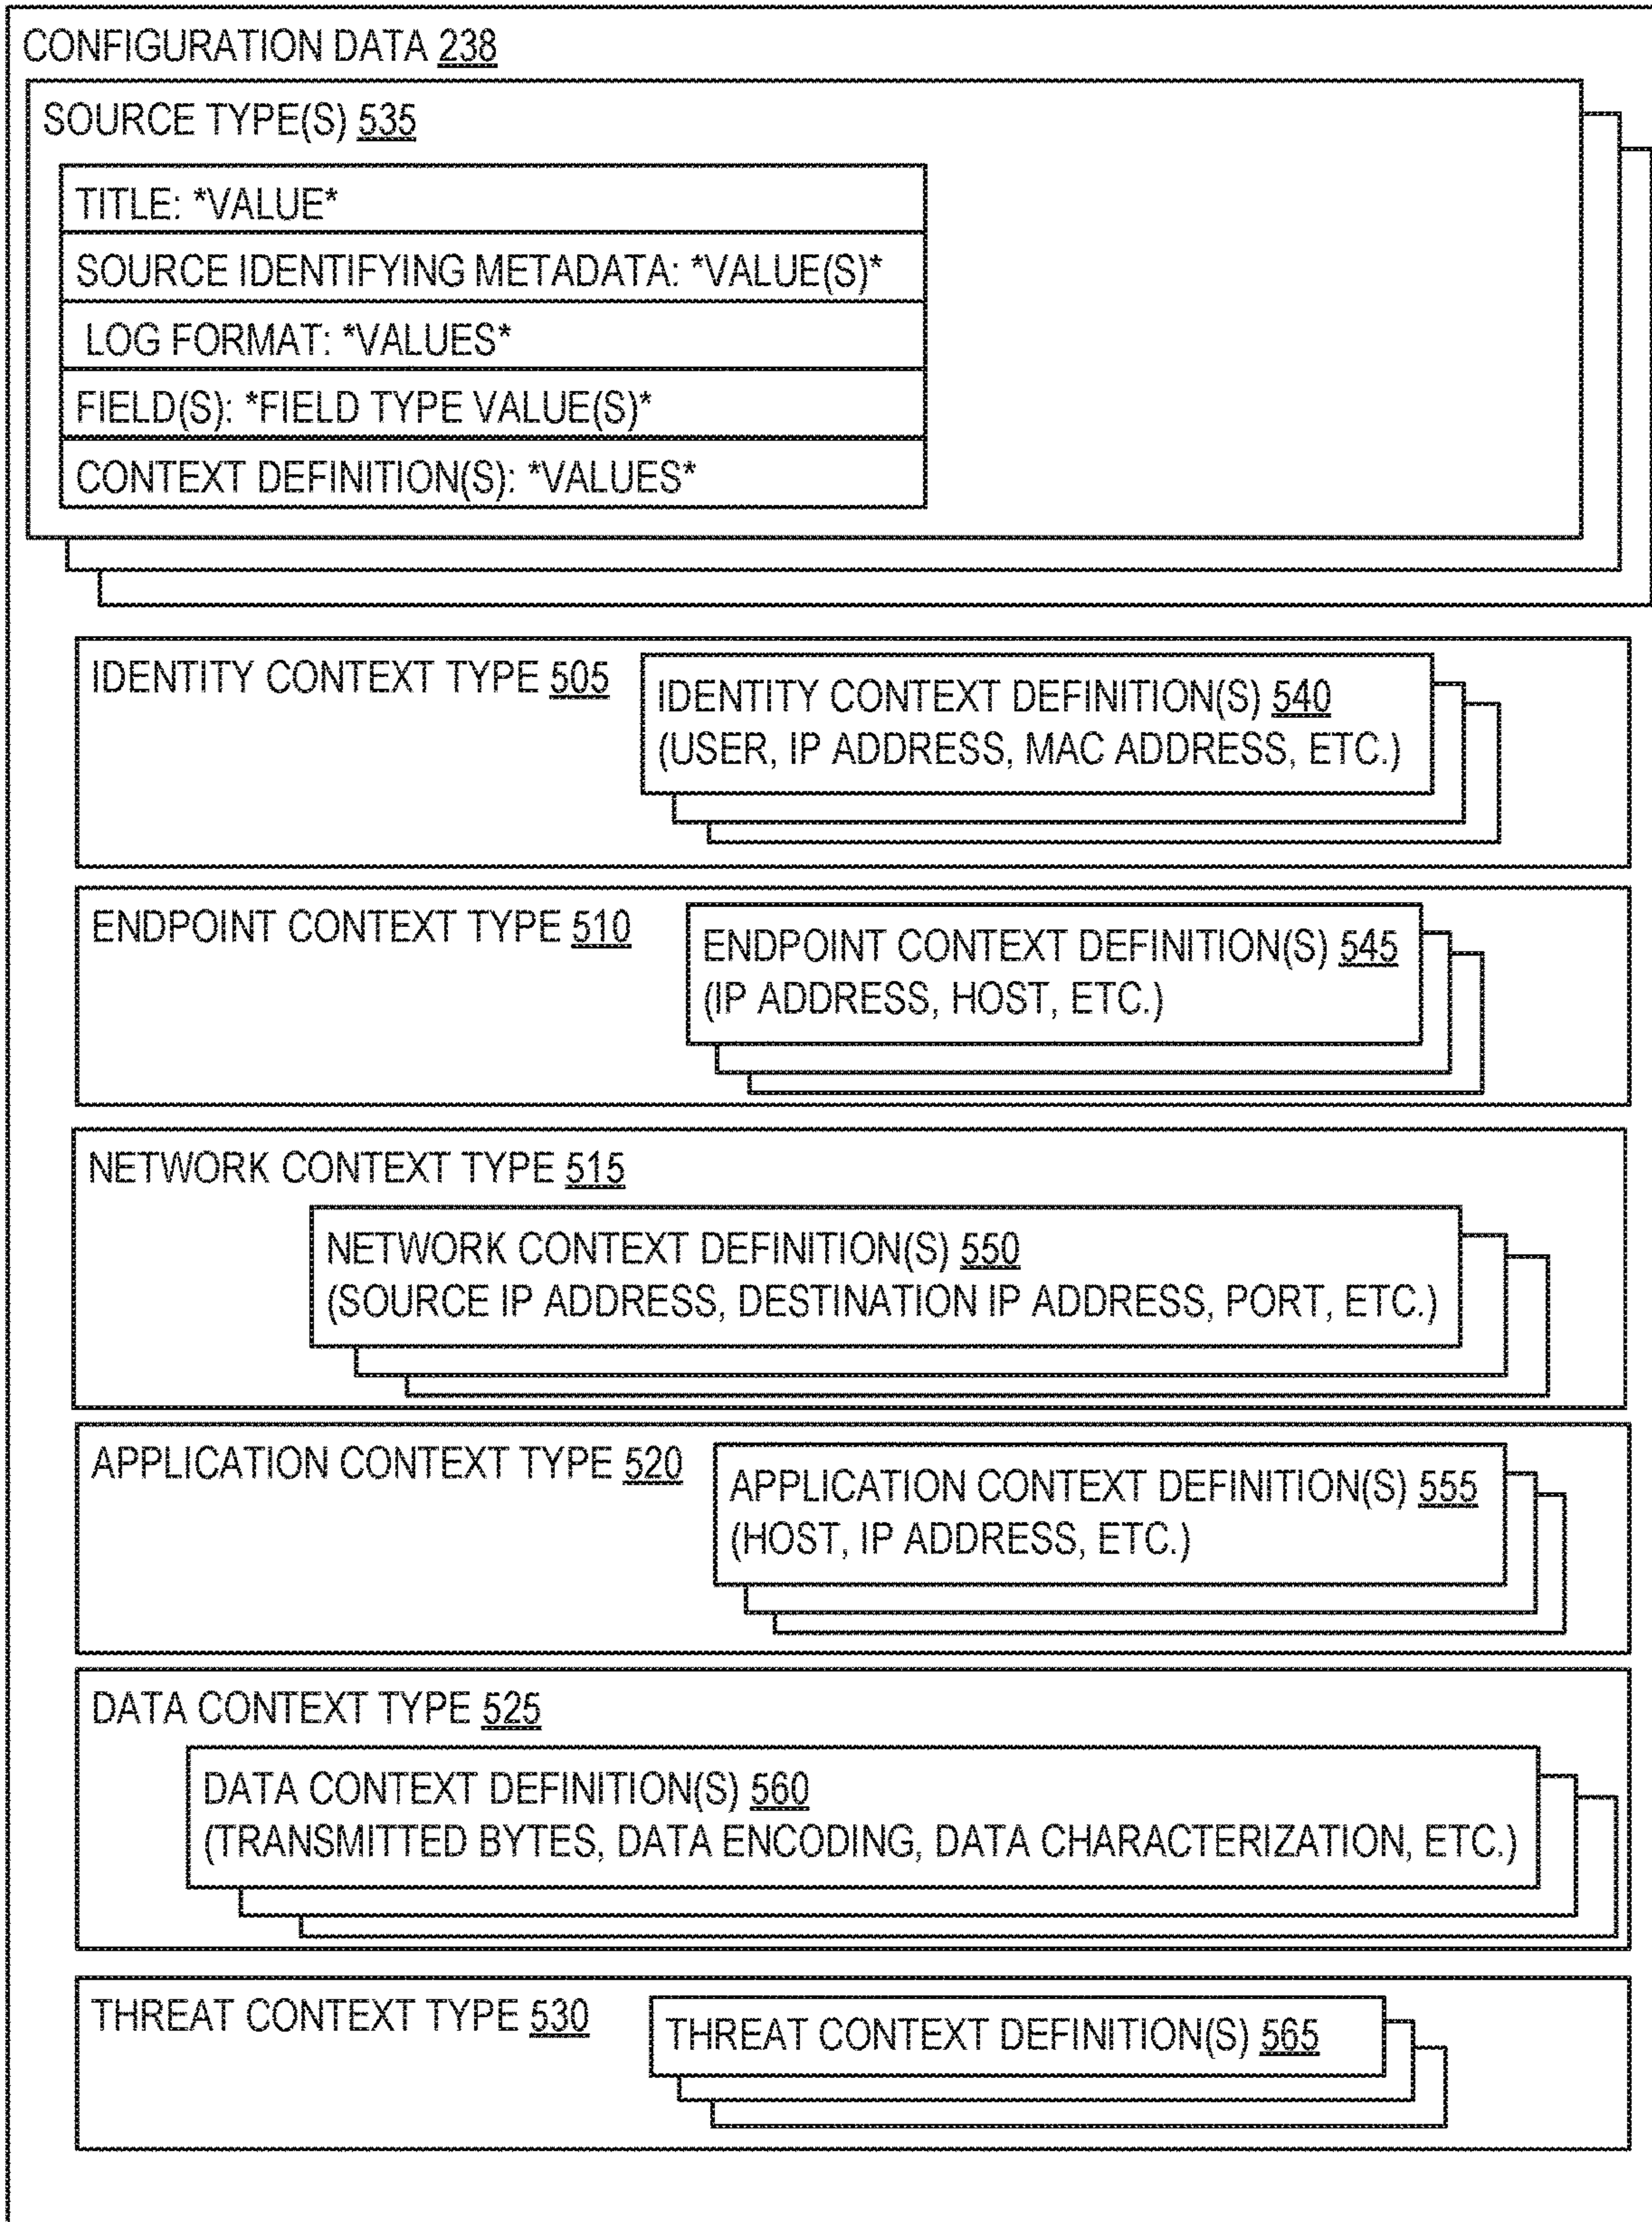 CONFIGURATION DATA 238
SOURCE TYPE(S) 535
TITLE: *VALUE*
SOURCE IDENTIFYING METADATA: *VALUE(S)*
LOG FORMAT: *VALUES*
FIELD(S): *FIELD TYPE VALUE(S)*
CONTEXT DEFINITION(S): *VALUES*
IDENTITY CONTEXT TYPE 505
IDENTITY CONTEXT DEFINITION(S) 540
(USER, IP ADDRESS, MAC ADDRESS, ETC.)
ENDPOINT CONTEXT TYPE 510
ENDPOINT CONTEXT DEFINITION(S) 545
(IP ADDRESS, HOST, ETC.)
NETWORK CONTEXT TYPE 515
NETWORK CONTEXT DEFINITION(S) 550
(SOURCE IP ADDRESS, DESTINATION IP ADDRESS, PORT, ETC.)
APPLICATION CONTEXT TYPE 520
APPLICATION CONTEXT DEFINITION(S) 555
(HOST, IP ADDRESS, ETC.)
DATA CONTEXT TYPE 525
DATA CONTEXT DEFINITION(S) 560
(TRANSMITTED BYTES, DATA ENCODING, DATA CHARACTERIZATION, ETC.)
THREAT CONTEXT TYPE 530
THREAT CONTEXT DEFINITION(S) 565